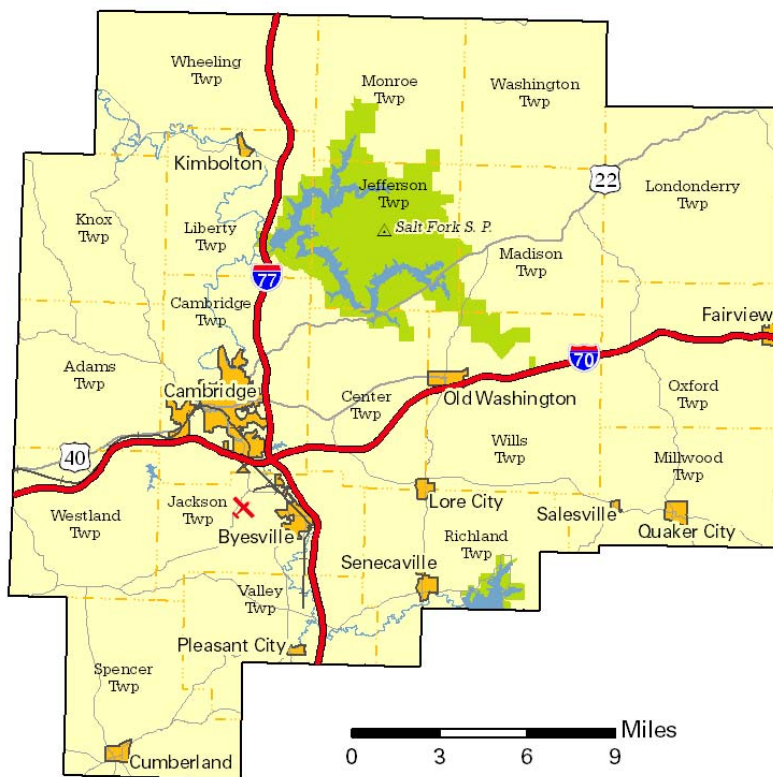 Wheeling
Twp
Monroe
Twp
Washington
Twp
Kimbolton
22
Jefferson
Twp
Londonderry
Twp
Knox
Twp
Liberty
Twp
Salt Fork S. P.
Madison
Twp
77
Cambridge
Twp
Fairview
70
Adams
Twp
Cambridge
Center
Twp
Old Washington
Oxford
Twp
40
Wills
Twp
Millwood
Twp
Jackson
Twp
Lore City
Salesville
Westland
Twp
Byesville
Quaker City
Richland
Twp
Senecaville
Valley
Twp
Pleasant City
Spencer
Twp
Miles
0 3 6 9
Cumberland